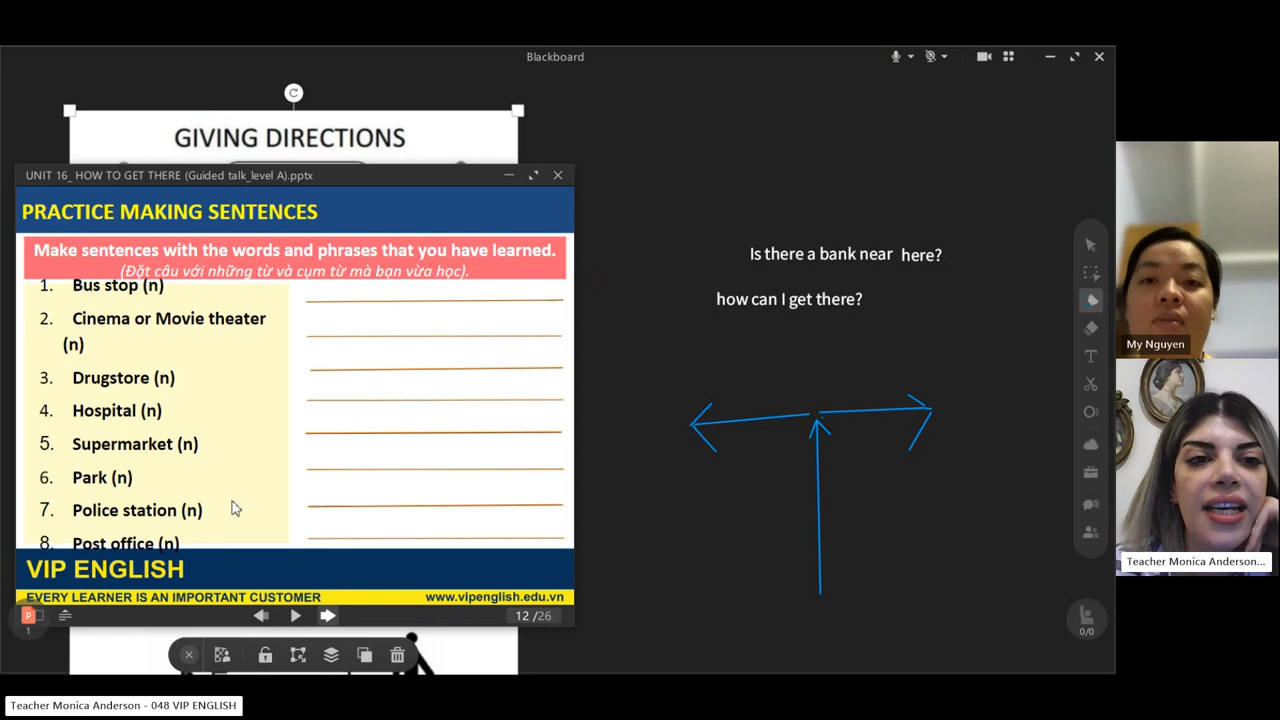 Blackboard
GIVING DIRECTIONS
UNIT 16_ HOW TO GET THERE (Guided talk_level A).pptx
PRACTICE MAKING SENTENCES
Make sentences with the words and phrases that you have learned.
(Đặt câu với những từ và cụm từ mà bạn vừa học).
1. Bus stop (n)
2. Cinema or Movie theater
(n)
3. Drugstore (n)
4. Hospital (n)
5. Supermarket (n)
6. Park (n)
7. Police station (n)
8. Post office (n)
VIP ENGLISH
EVERY LEARNER IS AN IMPORTANT CUSTOMER www.vipenglish.edu.vn
P
1
12 /26
Is there a bank near here?
how can I get there?
T
0/0
My Nguyen
Teacher Monica Anderson...
Teacher Monica Anderson - 048 VIP ENGLISH